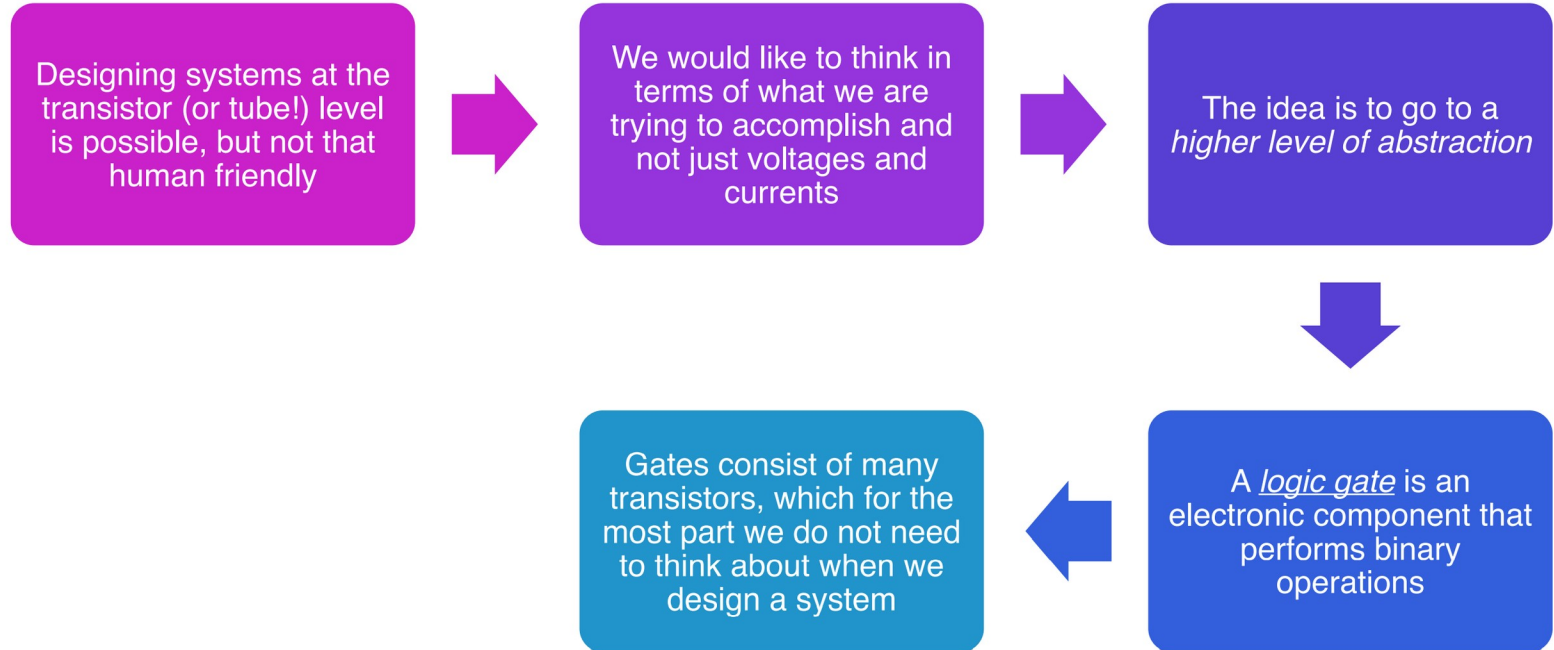 Designing systems at the
transistor (or tube!) level
is possible, but not that
human friendly
We would like to think in
terms of what we are
trying to accomplish and
not just voltages and
currents
The idea is to go to a
higher level of abstraction
A logic gate is an
electronic component that
performs binary
operations
Gates consist of many
transistors, which for the
most part we do not need
to think about when we
design a system